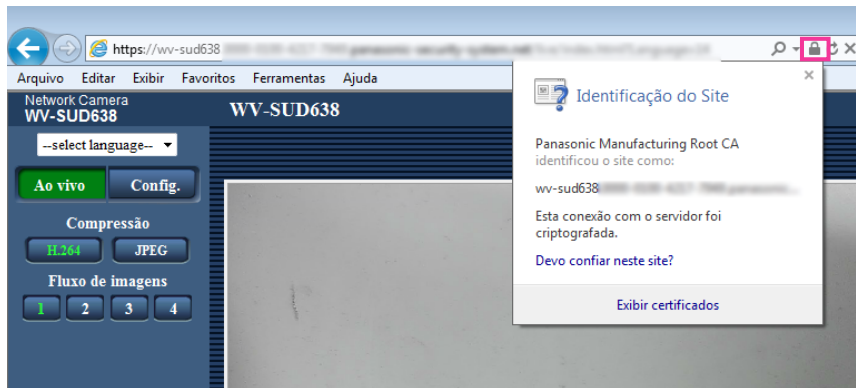 https://wv-sud638
Arquivo Editar Exibir Favoritos Ferramentas Ajuda
Network Camera
WV-SUD638
WV-SUD638
--select language--
Ao vivo Config.
Compressão
H.264 JPEG
Fluxo de imagens
1 2 3 4
Identificação do Site
Panasonic Manufacturing Root CA
identificou o site como:
wv-sud638
Esta conexão com o servidor foi
criptografada.
Devo confiar neste site?
Exibir certificados